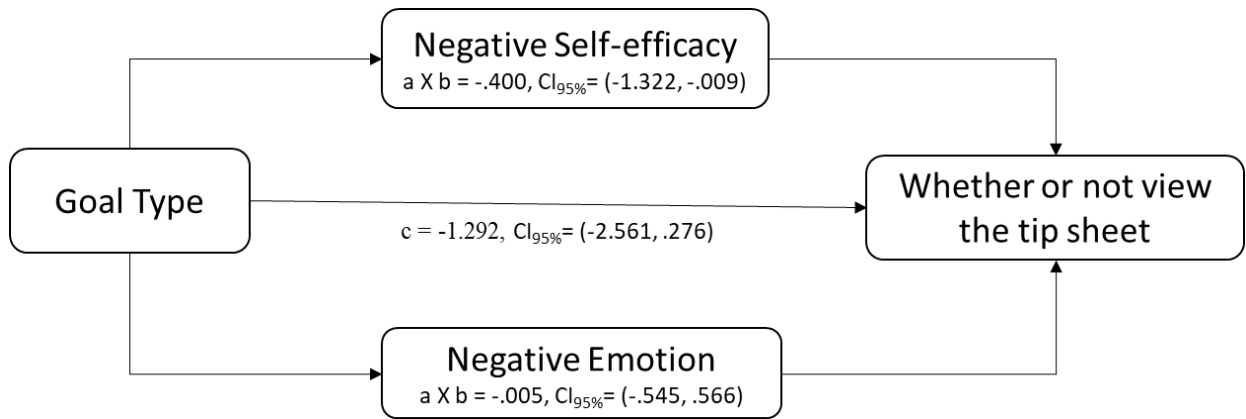 Negative Self-efficacy
a X b = -.400, CI95%= (-1.322, -.009)
Goal Type
Whether or not view
the tip sheet
c = -1.292, CI95%= (-2.561, .276)
Negative Emotion
a X b = -.005, CI95%= (-.545, .566)